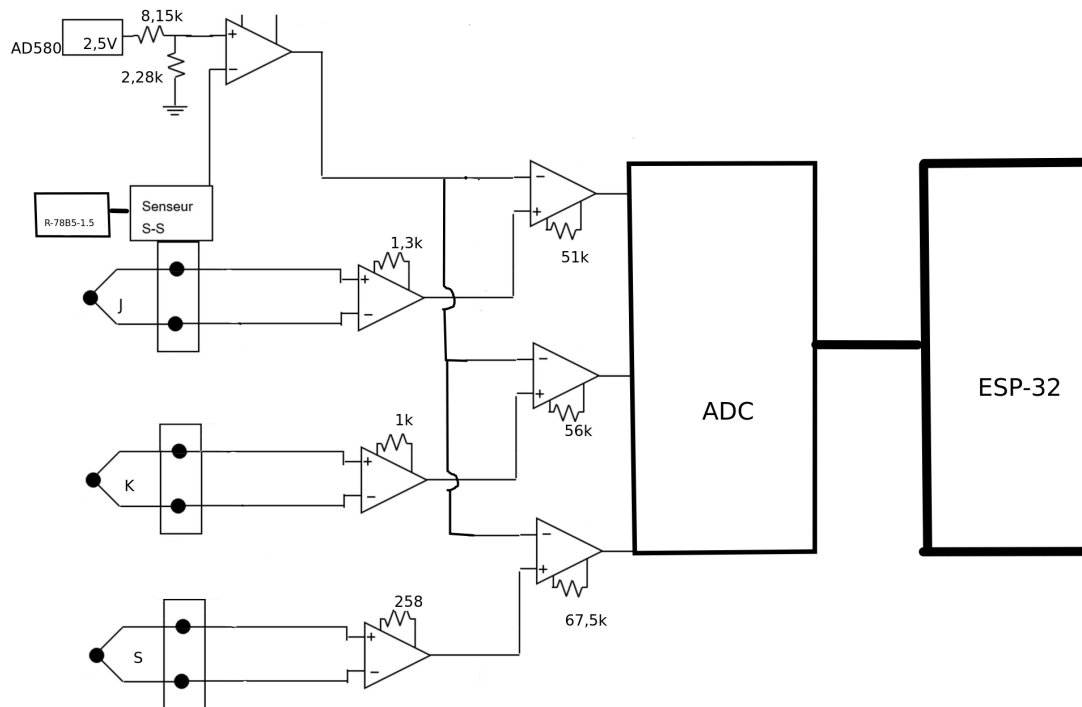 8,15k
AD580
2,5V
+
−
2,28k
Senseur
S-S
R-78B5-1.5
−
+
51k
1,3k
J
+
−
−
+
56k
ADC
ESP-32
1k
K
+
−
−
+
67,5k
258
S
+
−